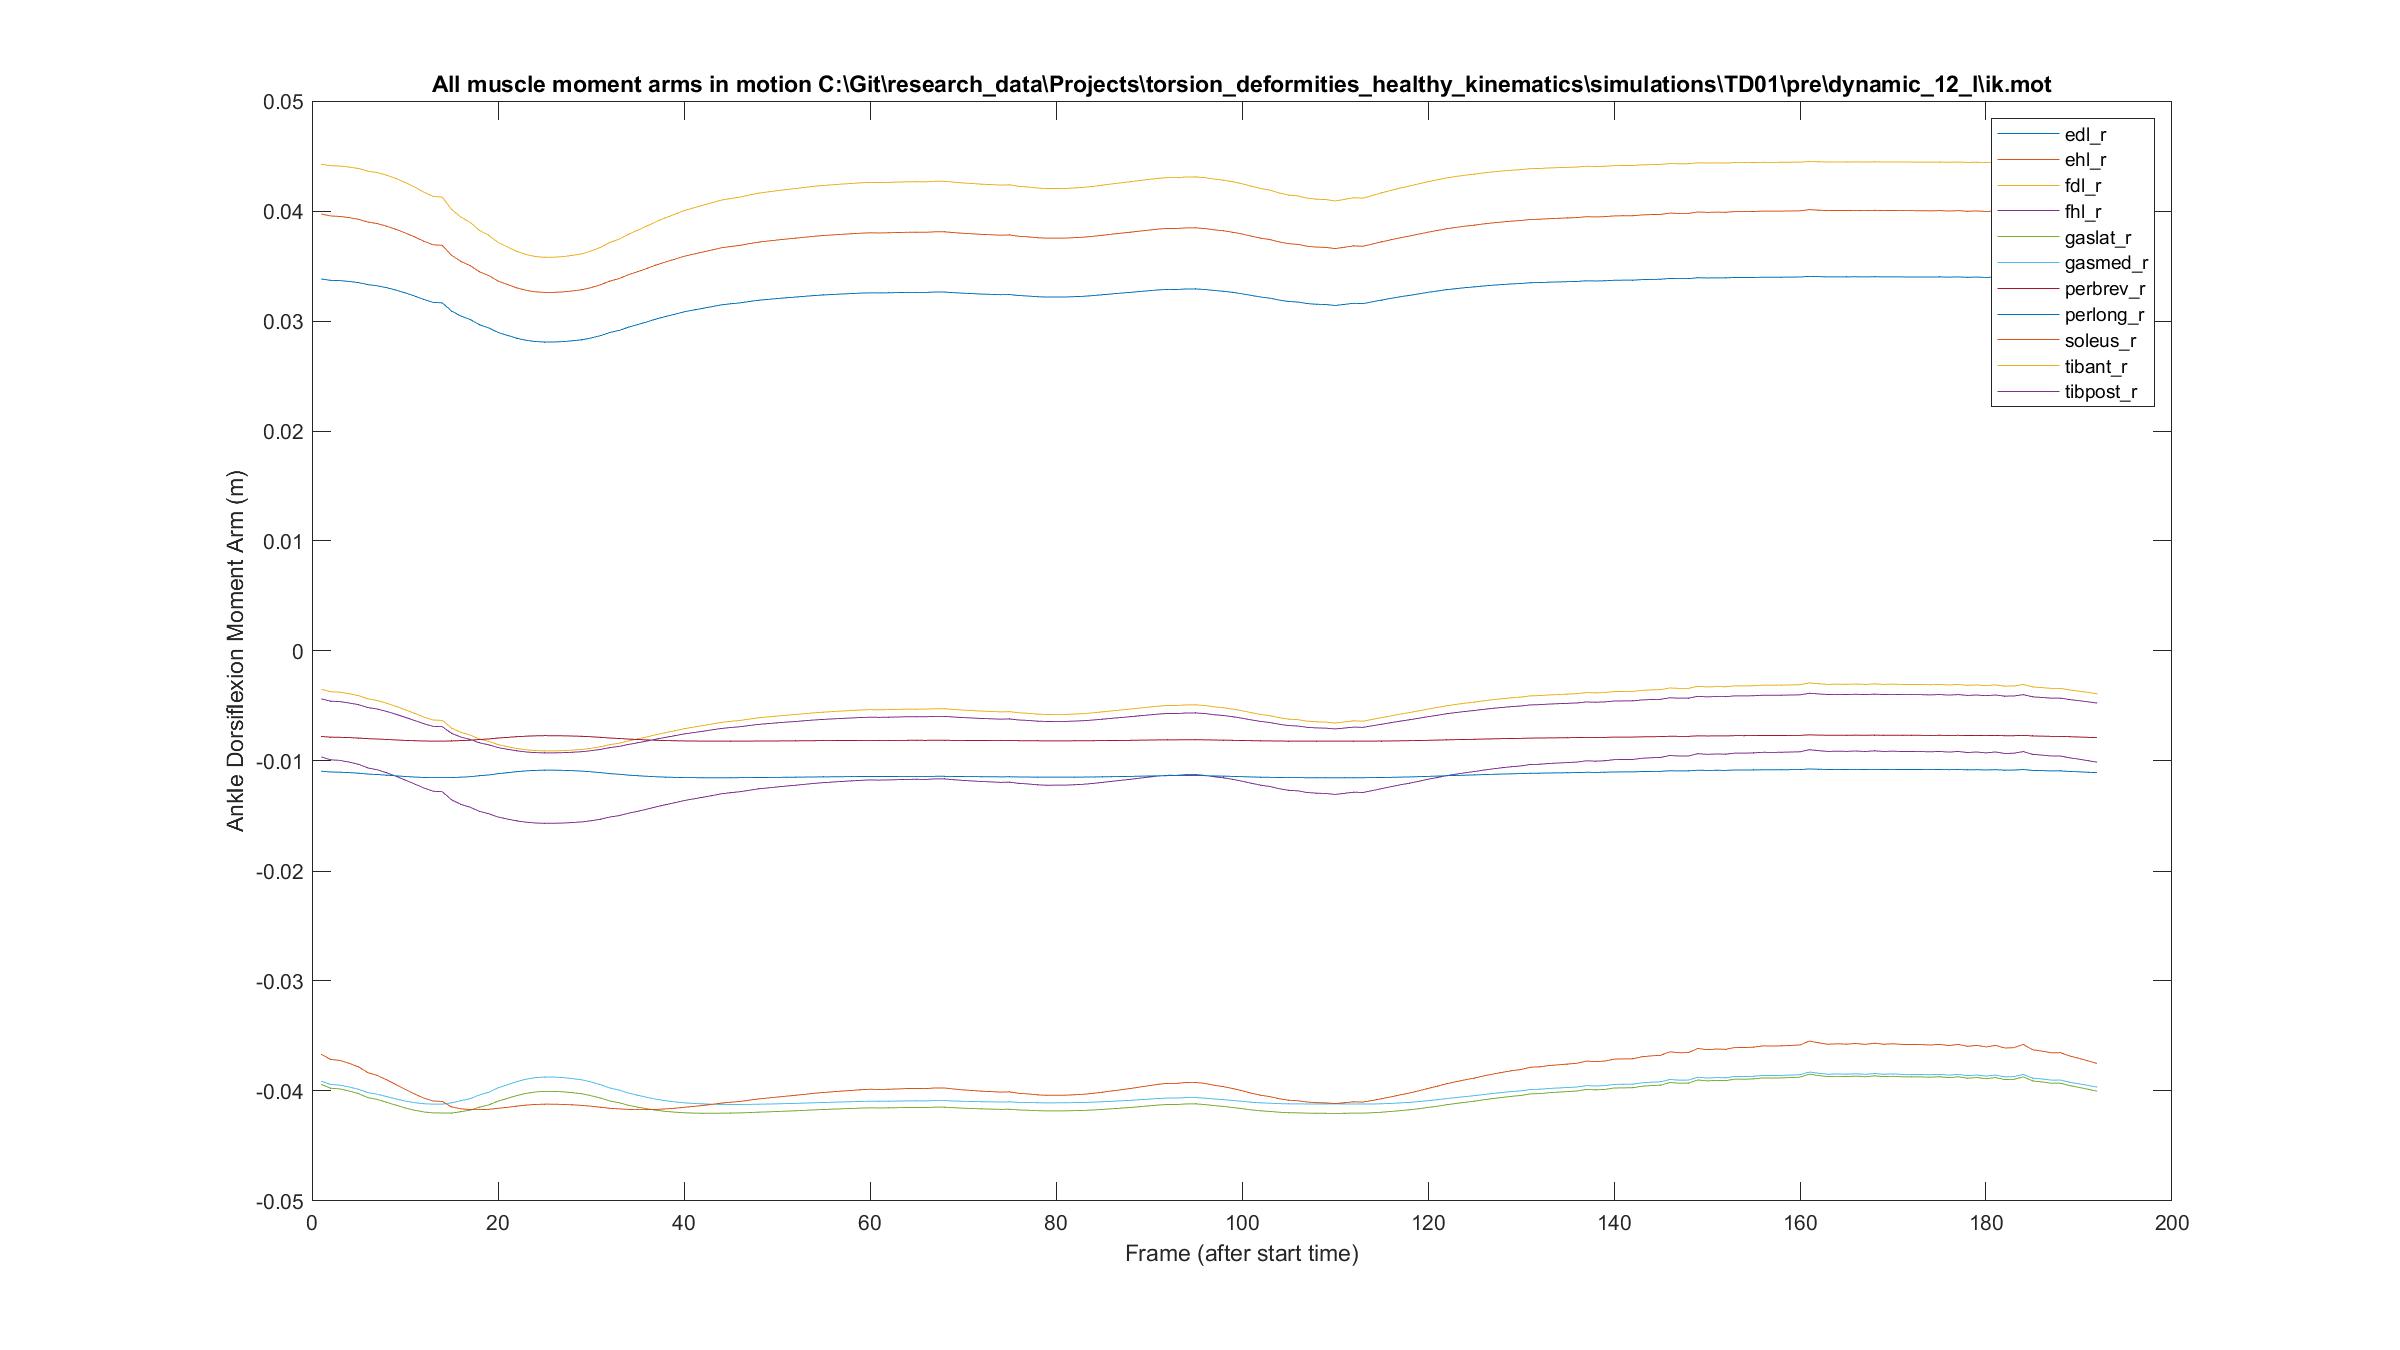 All muscle moment arms in motion C:\Git\research_data\Projects\torsion_deformities_healthy_kinematics\simulations\TD01\pre\dynamic_12_l\ik.mot
0.05
0.04
0.03
0.02
0.01
0
-0.01
-0.02
-0.03
-0.04
-0.05
Ankle Dorsiflexion Moment Arm (m)
edl_r
ehl_r
fdl_r
fhl_r
gaslat_r
gasmed_r
perbrev_r
perlong_r
soleus_r
tibant_r
tibpost_r
0 20 40 60 80 100 120 140 160 180 200
Frame (after start time)